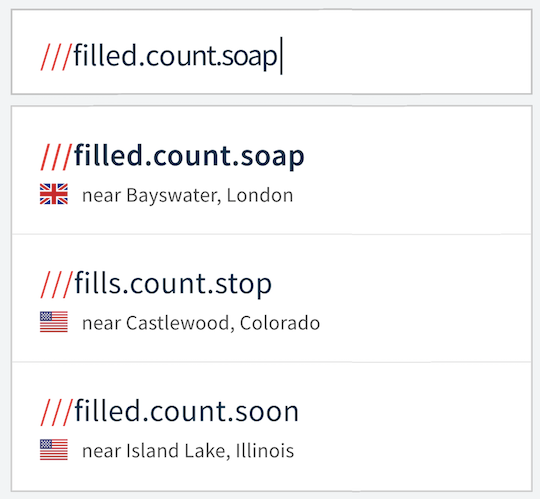 ///filled.count.soap
///filled.count.soap
near Bayswater, London
///fills.count.stop
near Castlewood, Colorado
///filled.count.soon
near Island Lake, Illinois